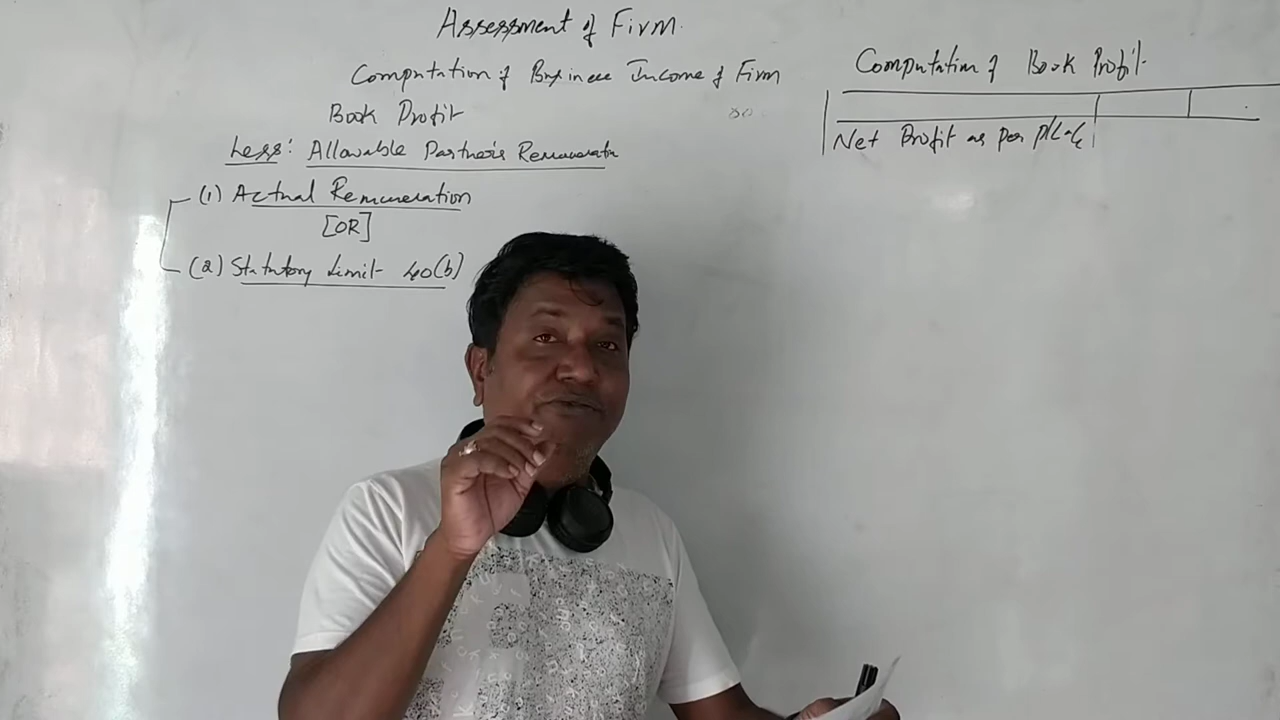 Assessment of Firm.
Computation of Business Income of Firm
Book Profit
Less: Allowable Partner's Remuneration
(1) Actual Remuneration
[OR]
(2) Statutory Limit 40(b)
Computation of Book Profit
Net Profit as per P/L a/c